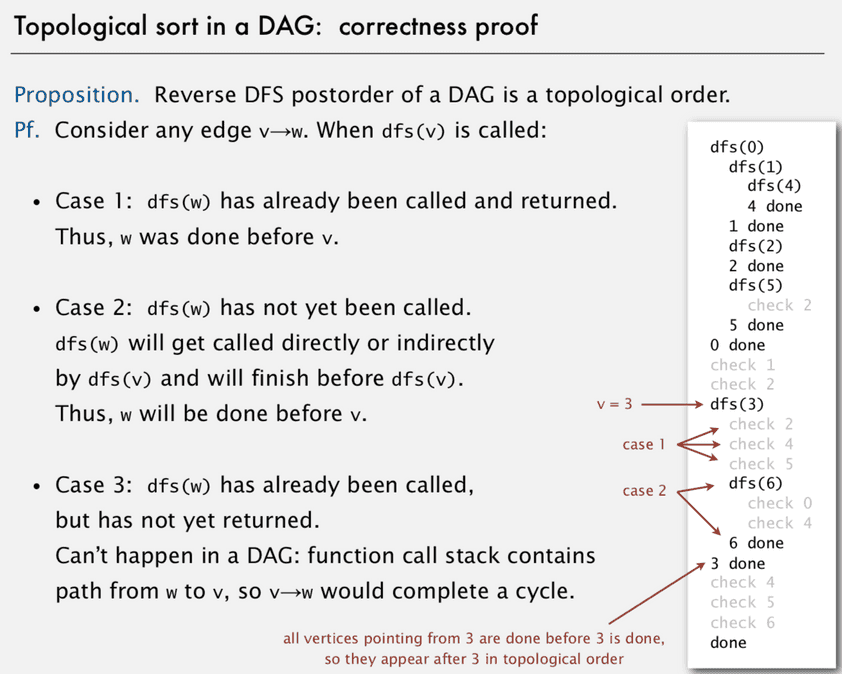 Topological sort in a DAG: correctness proof
Proposition. Reverse DFS postorder of a DAG is a topological order.
Pf. Consider any edge v→w. When dfs(v) is called:
• Case 1: dfs(w) has already been called and returned.
Thus, w was done before v.
• Case 2: dfs(w) has not yet been called.
dfs(w) will get called directly or indirectly
by dfs(v) and will finish before dfs(v).
Thus, w will be done before v.
• Case 3: dfs(w) has already been called,
but has not yet returned.
Can't happen in a DAG: function call stack contains
path from w to v, so v→w would complete a cycle.
dfs(0)
dfs(1)
dfs(4)
4 done
1 done
dfs(2)
2 done
dfs(5)
check 2
5 done
0 done
check 1
check 2
v = 3
dfs(3)
check 2
case 1
check 4
check 5
case 2
dfs(6)
check 0
check 4
6 done
3 done
check 4
check 5
check 6
done
all vertices pointing from 3 are done before 3 is done,
so they appear after 3 in topological order